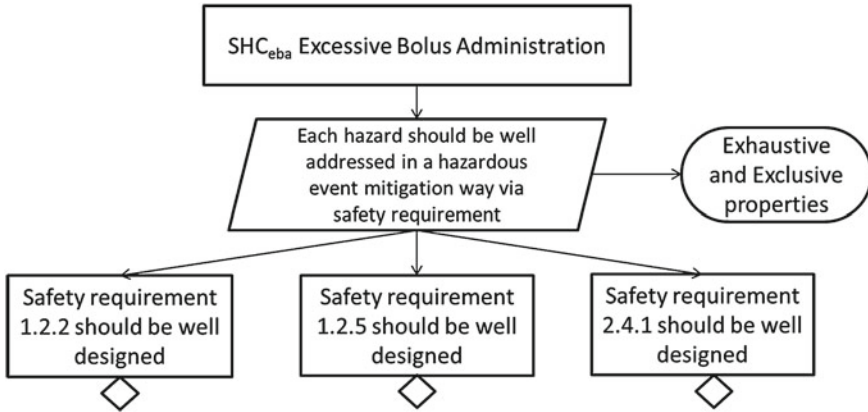 SHCeba Excessive Bolus Administration
Each hazard should be well
addressed in a hazardous
event mitigation way via
safety requirement
Exhaustive
and Exclusive
properties
Safety requirement
1.2.2 should be well
designed
Safety requirement
1.2.5 should be well
designed
Safety requirement
2.4.1 should be well
designed